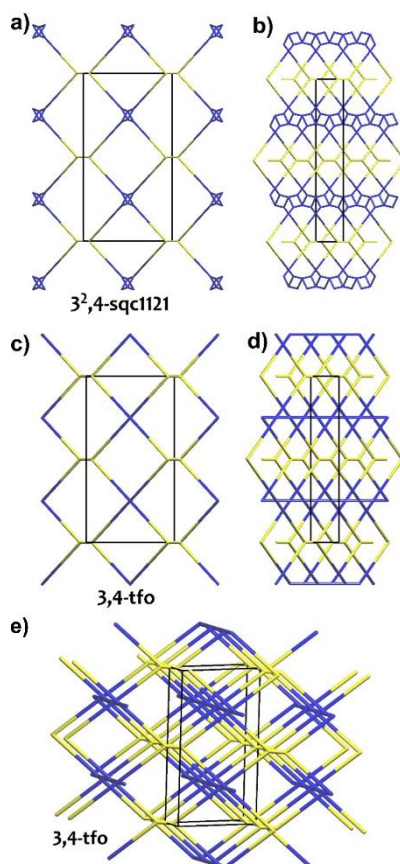 a)
b)
3²,4-sqc1121
c)
d)
3,4-tfo
e)
3,4-tfo